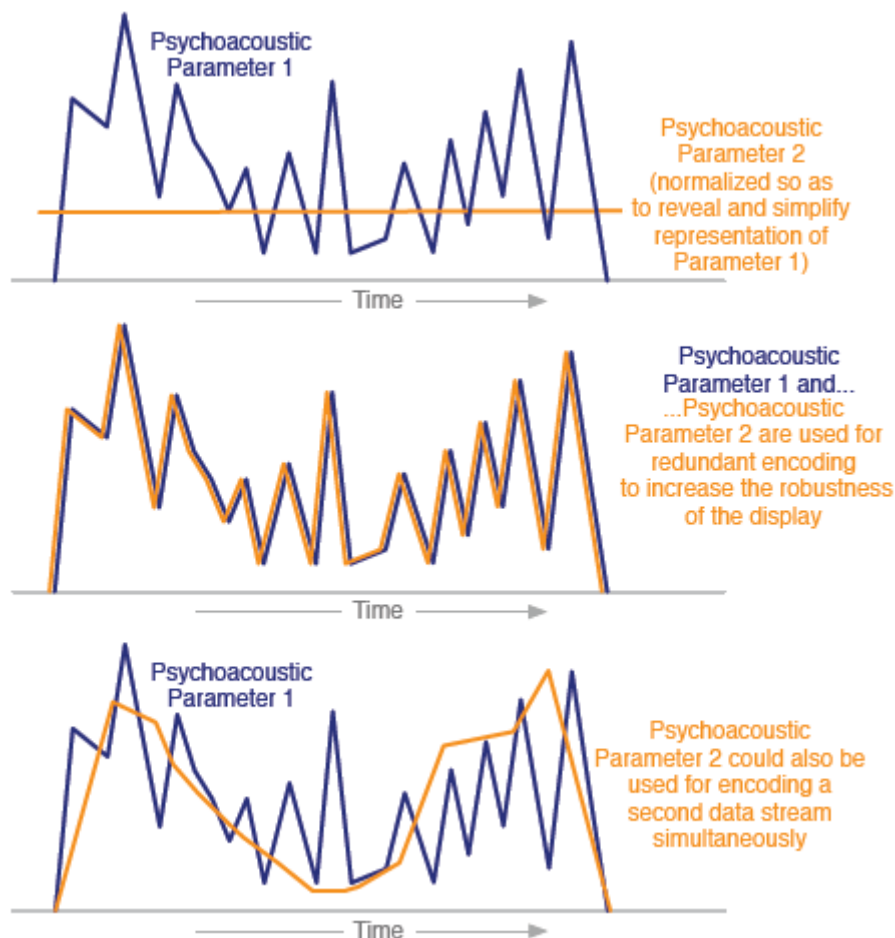 Psychoacoustic
Parameter 1
Psychoacoustic
Parameter 2
(normalized so as
to reveal and simplify
representation of
Parameter 1)
Time
Psychoacoustic
Parameter 1 and...
...Psychoacoustic
Parameter 2 are used for
redundant encoding
to increase the robustness
of the display
Time
Psychoacoustic
Parameter 1
Psychoacoustic
Parameter 2 could also be
used for encoding a
second data stream
simultaneously
Time